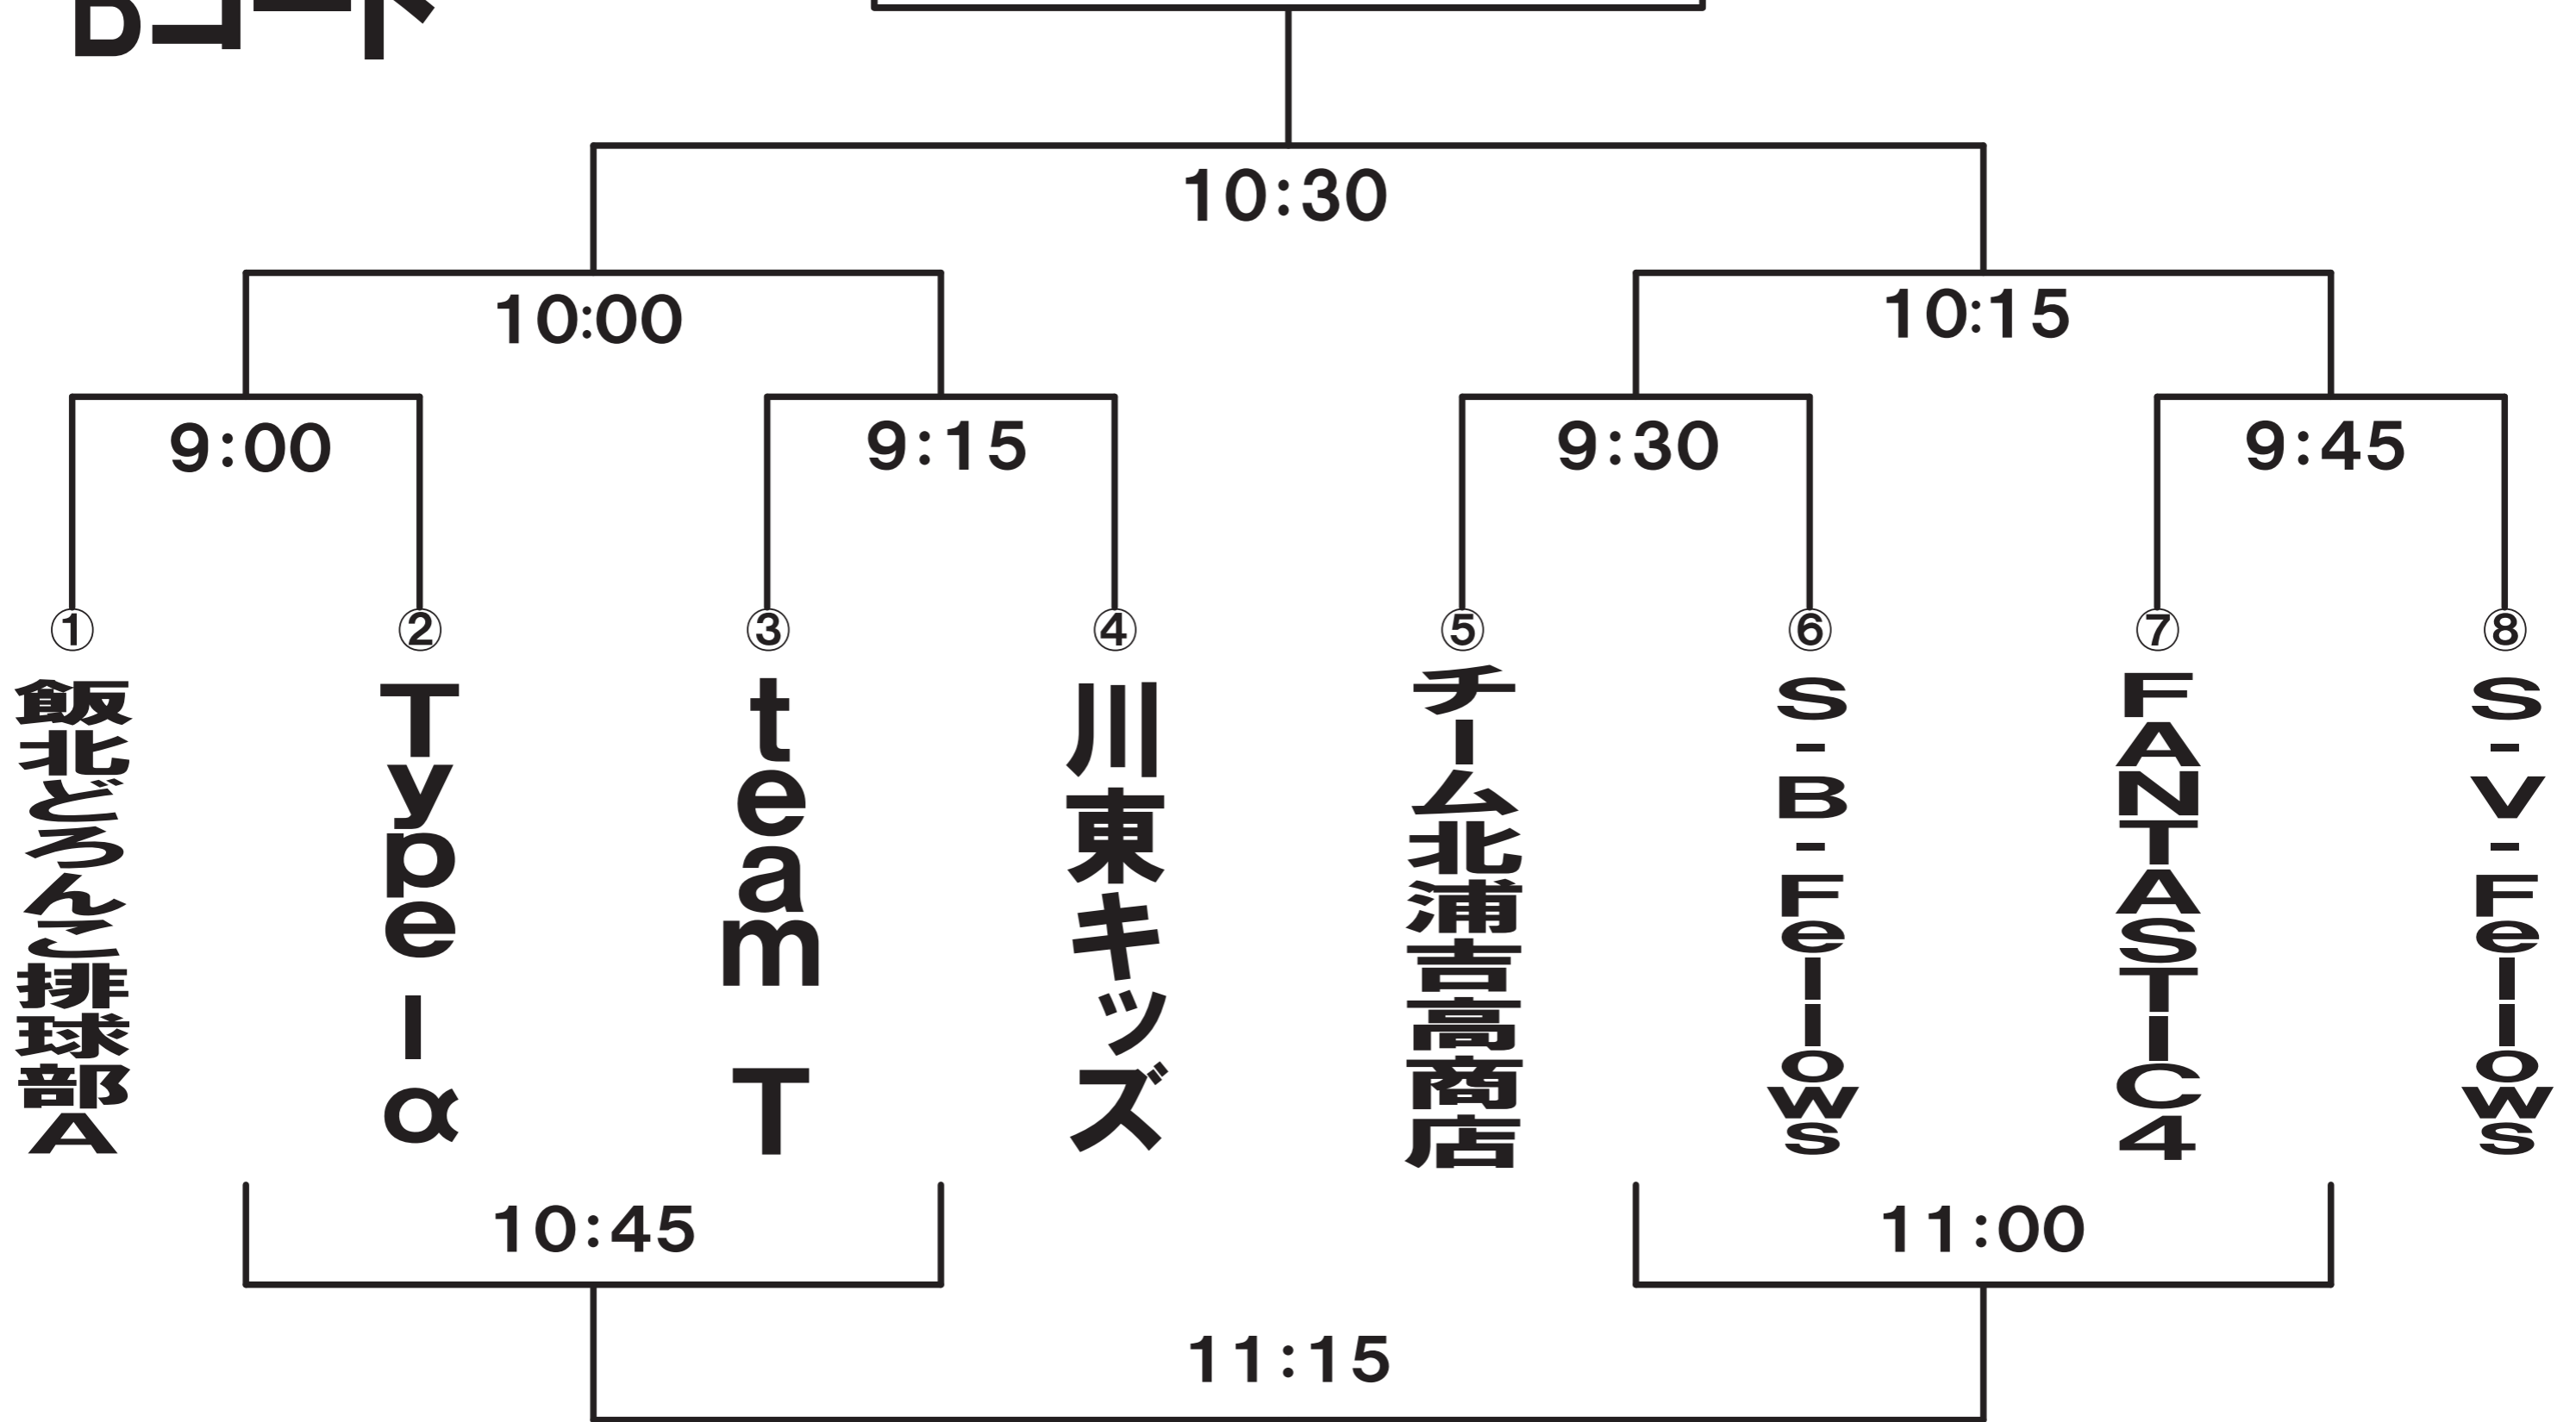 Bコート
10:30
10:00
10:15
9:00
9:15
9:30
9:45
①
②
③
④
⑤
⑥
⑦
⑧
飯北どろんこ排球部A
Type-α
team T
川東キッズ
チーム北浦吉高商店
S-B-Fellows
FANTASTIC4
S-V-Fellows
10:45
11:00
11:15